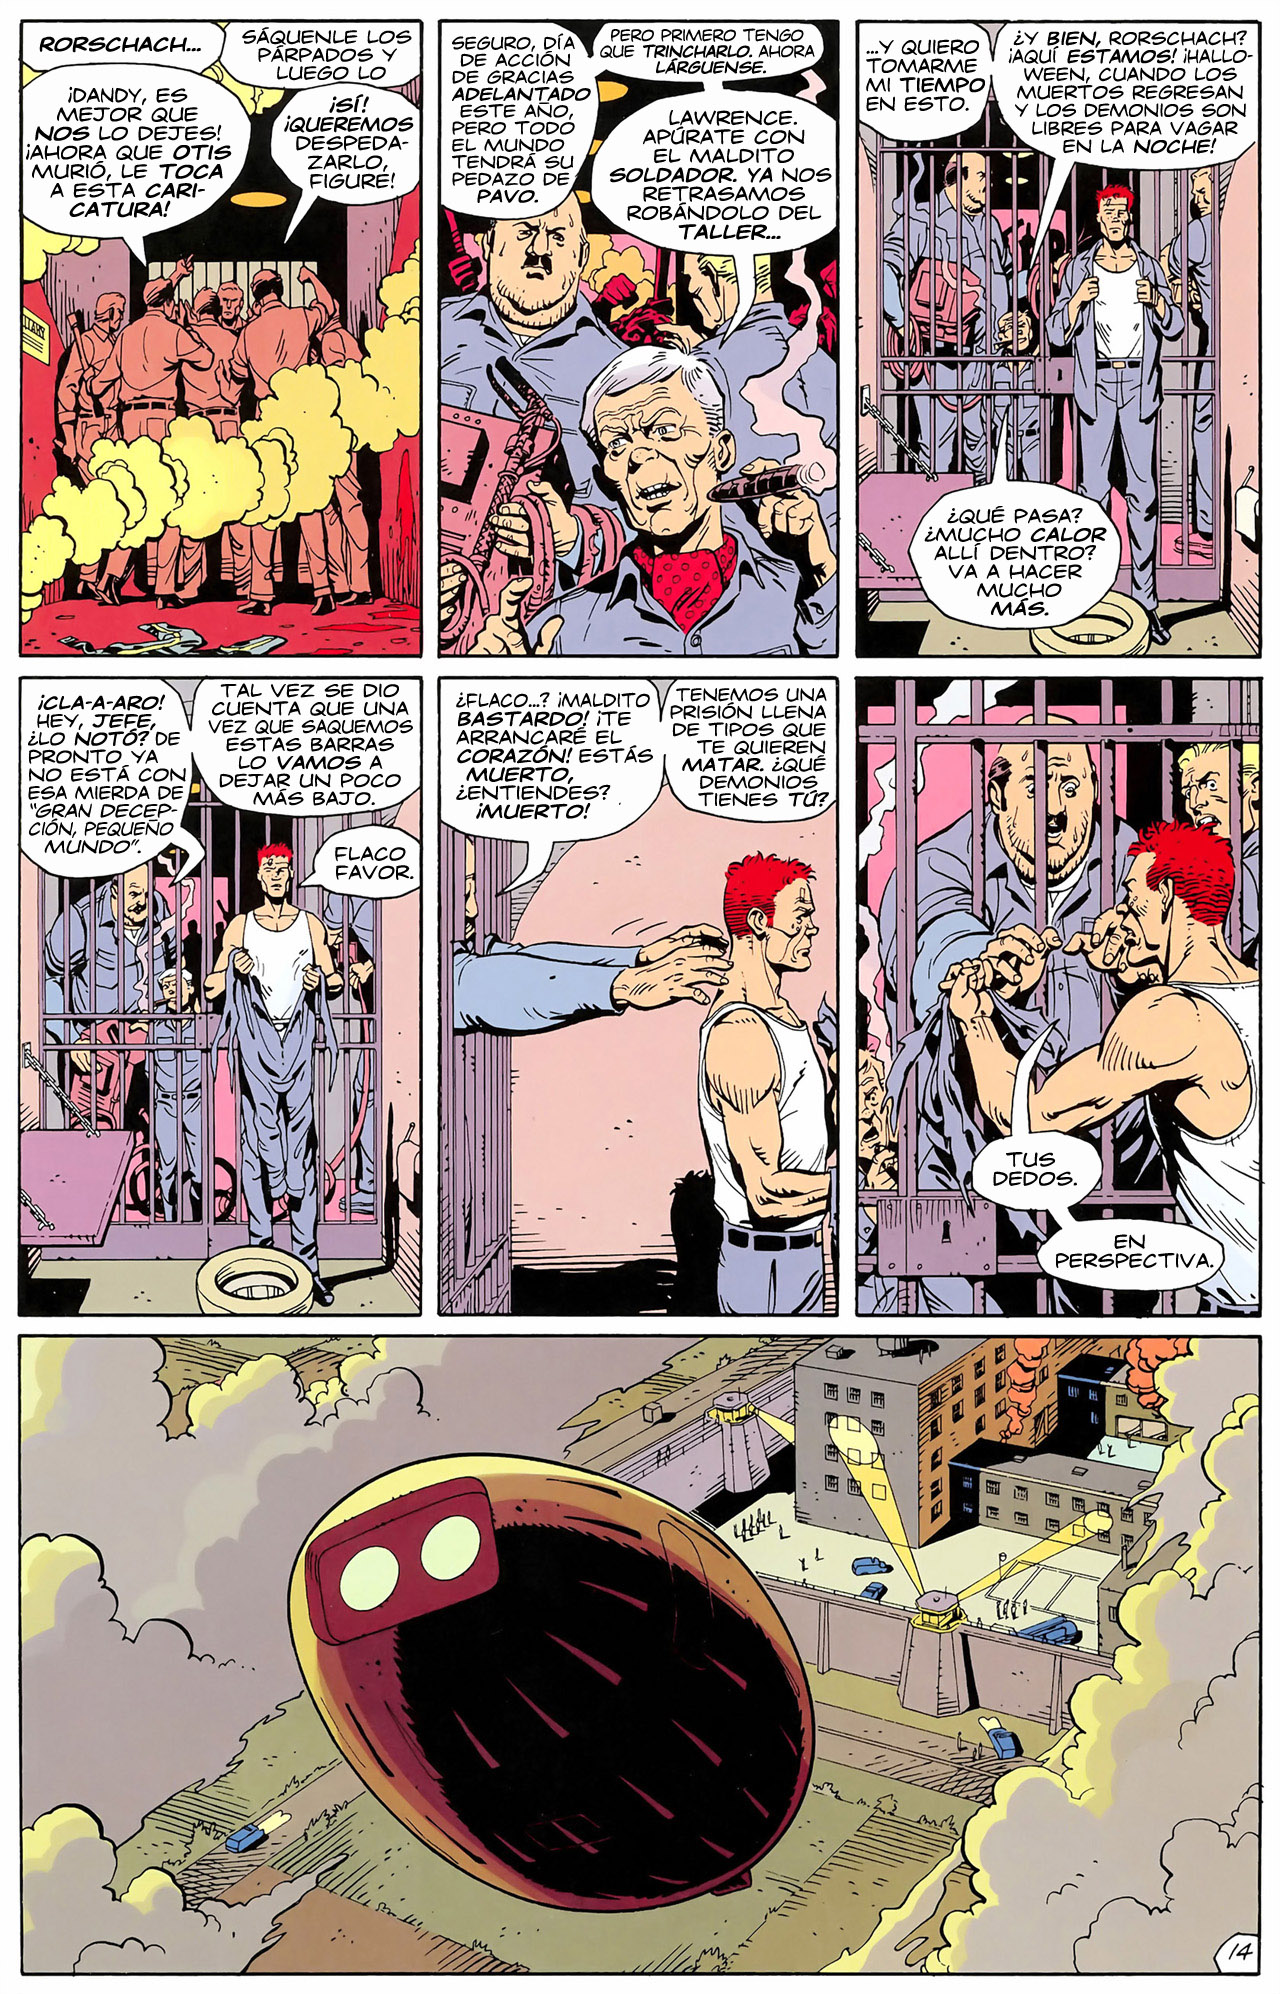 RORSCHACH...
SÁQUENLE LOS
PÁRPADOS Y
LUEGO LO
¡DANDY, ES
MEJOR QUE
NOS LO DEJES!
¡AHORA QUE OTIS
MURIÓ, LE TOCA
A ESTA CARI-
CATURA!
¡SÍ!
¡QUEREMOS
DESPEDA-
ZARLO,
FIGURE!
SEGURO, DÍA
DE ACCIÓN
DE GRACIAS
ADELANTADO
ESTE AÑO,
PERO TODO
EL MUNDO
TENDRÁ SU
PEDAZO DE
PAVO.
PERO PRIMERO TENGO
QUE TRINCHARLO. AHORA
LÁRGUENSE.
LAWRENCE.
APÚRATE CON
EL MALDITO
SOLDADOR. YA NOS
RETRASAMOS
ROBÁNDOLO DEL
TALLER...
...Y QUIERO
TOMARME
MI TIEMPO
EN ESTO.
¿Y BIEN, RORSCHACH?
¡AQUÍ ESTAMOS! ¡HALLO-
WEEN, CUANDO LOS
MUERTOS REGRESAN
Y LOS DEMONIOS SON
LIBRES PARA VAGAR
EN LA NOCHE!
¿QUÉ PASA?
¿MUCHO CALOR
ALLÍ DENTRO?
VA A HACER
MUCHO
MÁS.
¡CLA-A-ARO!
HEY, JEFE,
¿LO NOTÓ? DE
PRONTO YA
NO ESTÁ CON
ESA MIERDA DE
"GRAN DECEP-
CIÓN, PEQUEÑO
MUNDO".
TAL VEZ SE DIO
CUENTA QUE UNA
VEZ QUE SAQUEMOS
ESTAS BARRAS
LO VAMOS A
DEJAR UN POCO
MÁS BAJO.
FLACO
FAVOR.
¿FLACO...? ¡MALDITO
BASTARDO! ¡TE
ARRANCARÉ EL
CORAZÓN! ESTÁS
MUERTO,
¿ENTIENDES?
¡MUERTO!
TENEMOS UNA
PRISIÓN LLENA
DE TIPOS QUE
TE QUIEREN
MATAR. ¿QUÉ
DEMONIOS
TIENES TÚ?
TUS
DEDOS.
EN
PERSPECTIVA.
14